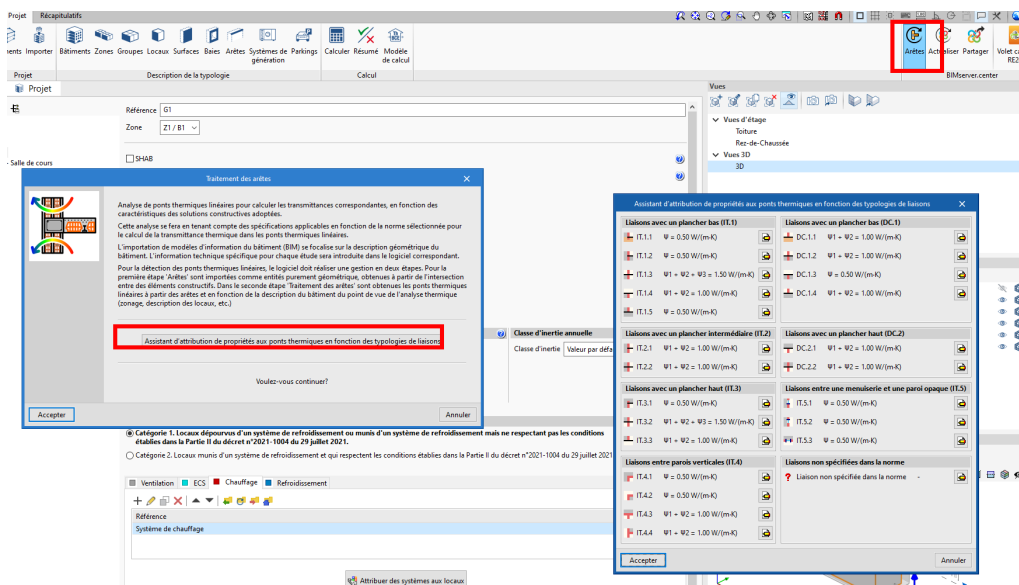 Projet Récapitulatifs
Importer Bâtiments Zones Groupes Locaux Surfaces Baies Arêtes Systèmes de génération Parkings Calculer Résumé Modèle de calcul
Arêtes Actualiser Partager
Projet Description de la typologie Calcul BIMserver.center
Projet
Vues
Référence G1
Zone Z1 / B1
SHAB
- Salle de cours
Vues d'étage
Toiture
Rez-de-Chaussée
Vues 3D
3D
Traitement des arêtes
Analyse de ponts thermiques linéaires pour calculer les transmittances correspondantes, en fonction des
caractéristiques des solutions constructives adoptées.
Cette analyse se fera en tenant compte des spécifications applicables en fonction de la norme sélectionnée pour
le calcul de la transmittance thermique dans les ponts thermiques linéaires.
L'importation de modèles d'information du bâtiment (BIM) se focalise sur la description géométrique du
bâtiment. L'information technique spécifique pour chaque étude sera introduite dans le logiciel correspondant.
Pour la détection des ponts thermiques linéaires, le logiciel doit réaliser une gestion en deux étapes. Pour la
première étape 'Arêtes' sont importées comme entités purement géométrique, obtenues à partir de l'intersection
entre des éléments constructifs. Dans le seconde étape 'Traitement des arêtes' sont obtenues les ponts thermiques
linéaires à partir des arêtes et en fonction de la description du bâtiment du point de vue de l'analyse thermique
(zonage, description des locaux, etc.)
Assistant d'attribution de propriétés aux ponts thermiques en fonction des typologies de liaisons
Voulez-vous continuer?
Accepter Annuler
Classe d'inertie annuelle
Classe d'inertie Valeur par défa
Catégorie 1. Locaux dépourvus d'un système de refroidissement ou munis d'un système de refroidissement mais ne respectant pas les conditions
établies dans la Partie II du décret n°2021-1004 du 29 juillet 2021.
Catégorie 2. Locaux munis d'un système de refroidissement et qui respectent les conditions établies dans la Partie II du décret n°2021-1004 du 29 juillet 2021
Ventilation ECS Chauffage Refroidissement
Référence
Système de chauffage
Attribuer des systèmes aux locaux
Assistant d'attribution de propriétés aux ponts thermiques en fonction des typologies de liaisons
Liaisons avec un plancher bas (IT.1)
IT.1.1 Ψ = 0.50 W/(m·K)
IT.1.2 Ψ = 0.50 W/(m·K)
IT.1.3 Ψ1 + Ψ2 + Ψ3 = 1.50 W/(m·K)
IT.1.4 Ψ1 + Ψ2 = 1.00 W/(m·K)
IT.1.5 Ψ = 0.50 W/(m·K)
Liaisons avec un plancher bas (DC.1)
DC.1.1 Ψ1 + Ψ2 = 1.00 W/(m·K)
DC.1.2 Ψ1 + Ψ2 = 1.00 W/(m·K)
DC.1.3 Ψ = 0.50 W/(m·K)
DC.1.4 Ψ1 + Ψ2 = 1.00 W/(m·K)
Liaisons avec un plancher intermédiaire (IT.2)
IT.2.1 Ψ1 + Ψ2 = 1.00 W/(m·K)
IT.2.2 Ψ1 + Ψ2 = 1.00 W/(m·K)
Liaisons avec un plancher haut (DC.2)
DC.2.1 Ψ1 + Ψ2 = 1.00 W/(m·K)
DC.2.2 Ψ1 + Ψ2 = 1.00 W/(m·K)
Liaisons avec un plancher haut (IT.3)
IT.3.1 Ψ = 0.50 W/(m·K)
IT.3.2 Ψ1 + Ψ2 + Ψ3 = 1.50 W/(m·K)
IT.3.3 Ψ1 + Ψ2 = 1.00 W/(m·K)
Liaisons entre une menuiserie et une paroi opaque (IT.5)
IT.5.1 Ψ = 0.50 W/(m·K)
IT.5.2 Ψ = 0.50 W/(m·K)
IT.5.3 Ψ = 0.50 W/(m·K)
Liaisons entre parois verticales (IT.4)
IT.4.1 Ψ = 0.50 W/(m·K)
IT.4.2 Ψ = 0.50 W/(m·K)
IT.4.3 Ψ1 + Ψ2 = 1.00 W/(m·K)
IT.4.4 Ψ1 + Ψ2 = 1.00 W/(m·K)
Liaisons non spécifiées dans la norme
? Liaison non spécifiée dans la norme -
Accepter Annuler